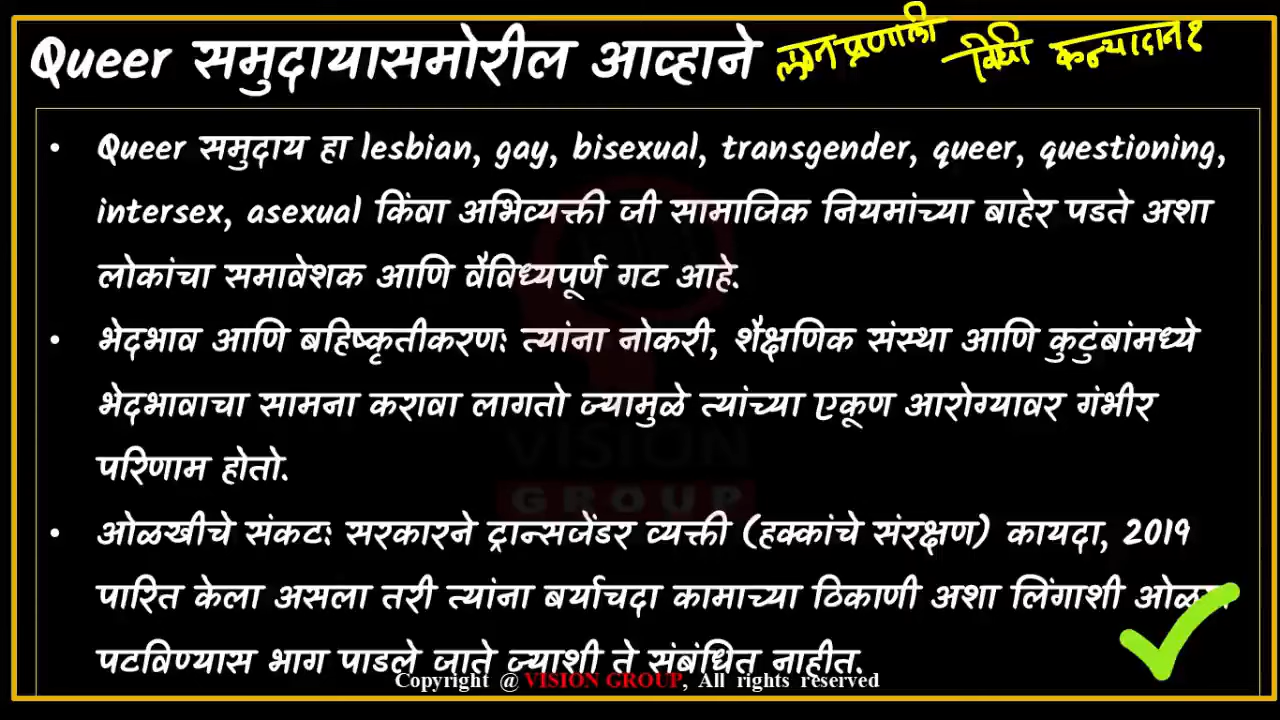 Queer समुदायासमोरील आव्हाने लग्नप्रणाली विधी कन्यादान?
• Queer समुदाय हा lesbian, gay, bisexual, transgender, queer, questioning,
intersex, asexual किंवा अभिव्यक्ती जी सामाजिक नियमांच्या बाहेर पडते अशा
लोकांचा समावेशक आणि वैविध्यपूर्ण गट आहे.
• भेदभाव आणि बहिष्कृतीकरण: त्यांना नोकरी, शैक्षणिक संस्था आणि कुटुंबांमध्ये
भेदभावाचा सामना करावा लागतो ज्यामुळे त्यांच्या एकूण आरोग्यावर गंभीर
परिणाम होतो.
VISION
GROUP
• ओळखीचे संकट: सरकारने ट्रान्सजेंडर व्यक्ती (हक्कांचे संरक्षण) कायदा, 2019
पारित केला असला तरी त्यांना बर्याचदा कामाच्या ठिकाणी अशा लिंगाशी
पटविण्यास भाग पाडले जाते ज्याशी ते संबंधित नाहीत.
Copyright @ VISION GROUP, All rights reserved